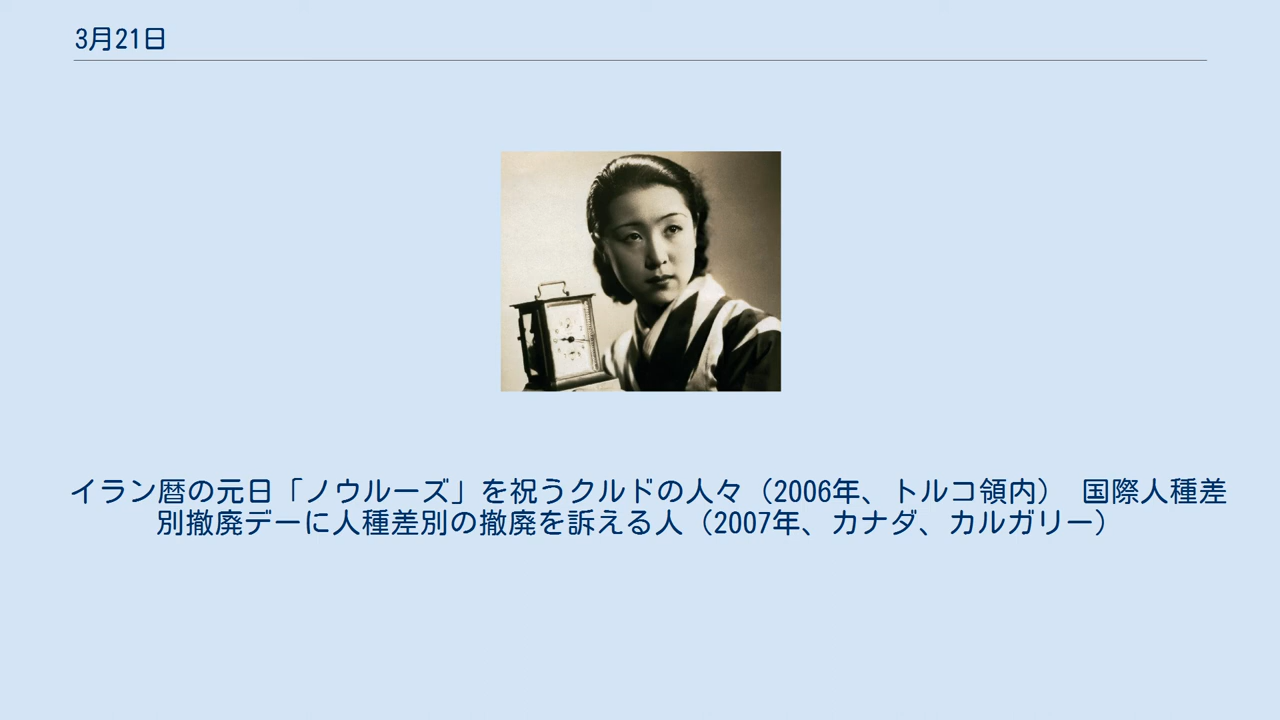 3月21日
イラン暦の元日「ノウルーズ」を祝うクルドの人々（2006年、トルコ領内）　国際人種差
別撤廃デーに人種差別の撤廃を訴える人（2007年、カナダ、カルガリー）